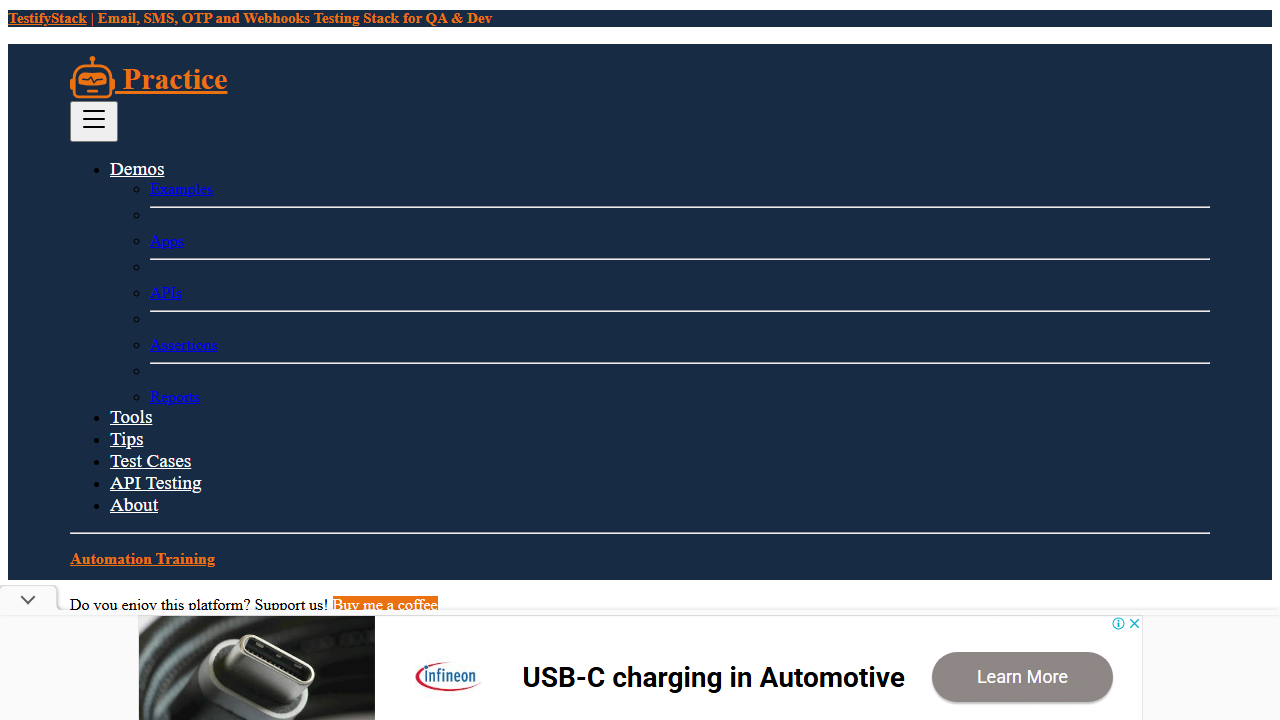 TestifyStack | Email, SMS, OTP and Webhooks Testing Stack for QA & Dev
Practice
Demos
Examples
Apps
APIs
Assertions
Reports
Tools
Tips
Test Cases
API Testing
About
Automation Training
Do you enjoy this platform? Support us! Buy me a coffee
infineon
USB-C charging in Automotive
Learn More